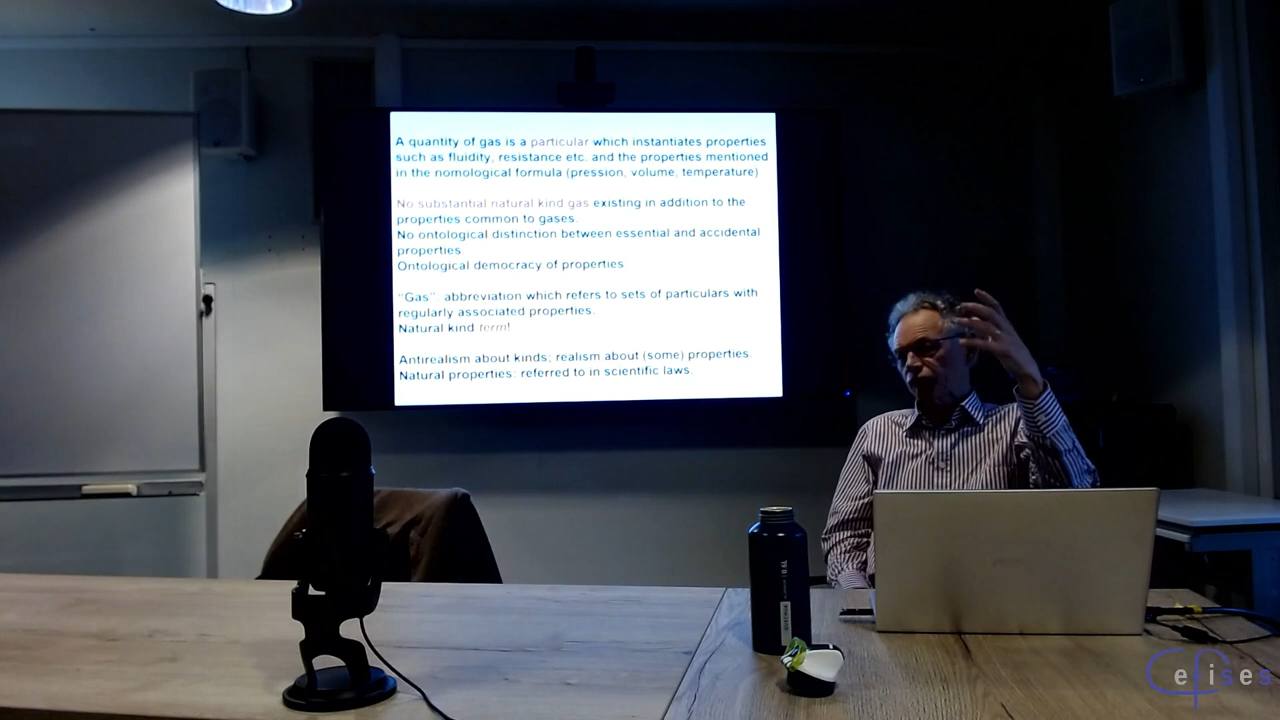 A quantity of gas is a particular which instantiates properties
such as fluidity, resistance etc. and the properties mentioned
in the nomological formula (pression, volume, temperature)
No substantial natural kind gas existing in addition to the
properties common to gases.
No ontological distinction between essential and accidental
properties.
Ontological democracy of properties
“Gas”: abbreviation which refers to sets of particulars with
regularly associated properties.
Natural kind term!
Antirealism about kinds; realism about (some) properties.
Natural properties: referred to in scientific laws.
QUECHUA
0.6L
Cefises